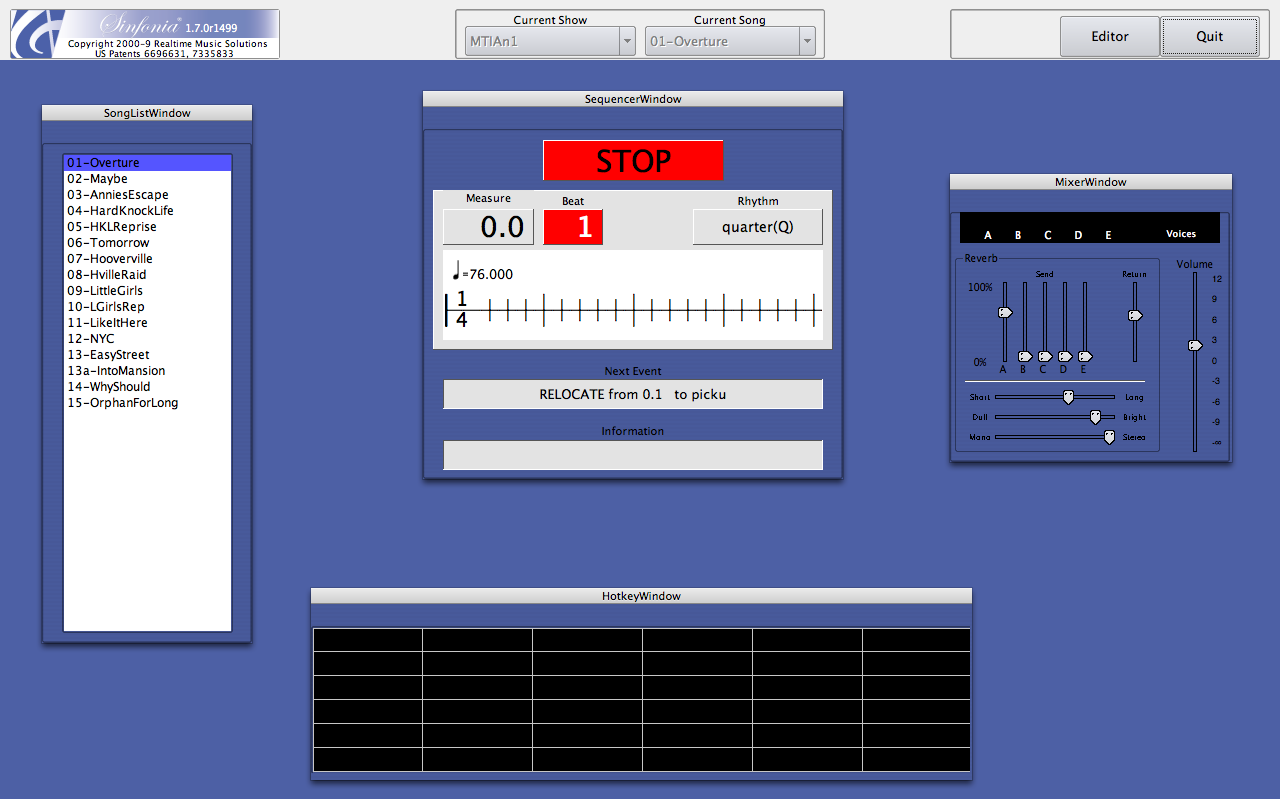 Sinfonia® 1.7.0r1499
Copyright 2000-9 Realtime Music Solutions
US Patents 6696631, 7335833
Current Show
MTIAn1
Current Song
01-Overture
Editor
Quit
SongListWindow
01-Overture
02-Maybe
03-AnniesEscape
04-HardKnockLife
05-HKLReprise
06-Tomorrow
07-Hooverville
08-HvilleRaid
09-LittleGirls
10-LGirlsRep
11-LikeItHere
12-NYC
13-EasyStreet
13a-IntoMansion
14-WhyShould
15-OrphanForLong
SequencerWindow
STOP
Measure
0.0
Beat
1
Rhythm
quarter(Q)
=76.000
1
4
Next Event
RELOCATE from 0.1 to picku
Information
MixerWindow
A B C D E Voices
Reverb
Send
Return
100%
0%
A B C D E
Short Long
Dull Bright
Mono Stereo
Volume
12
9
6
3
0
-3
-6
-9
-∞
HotkeyWindow